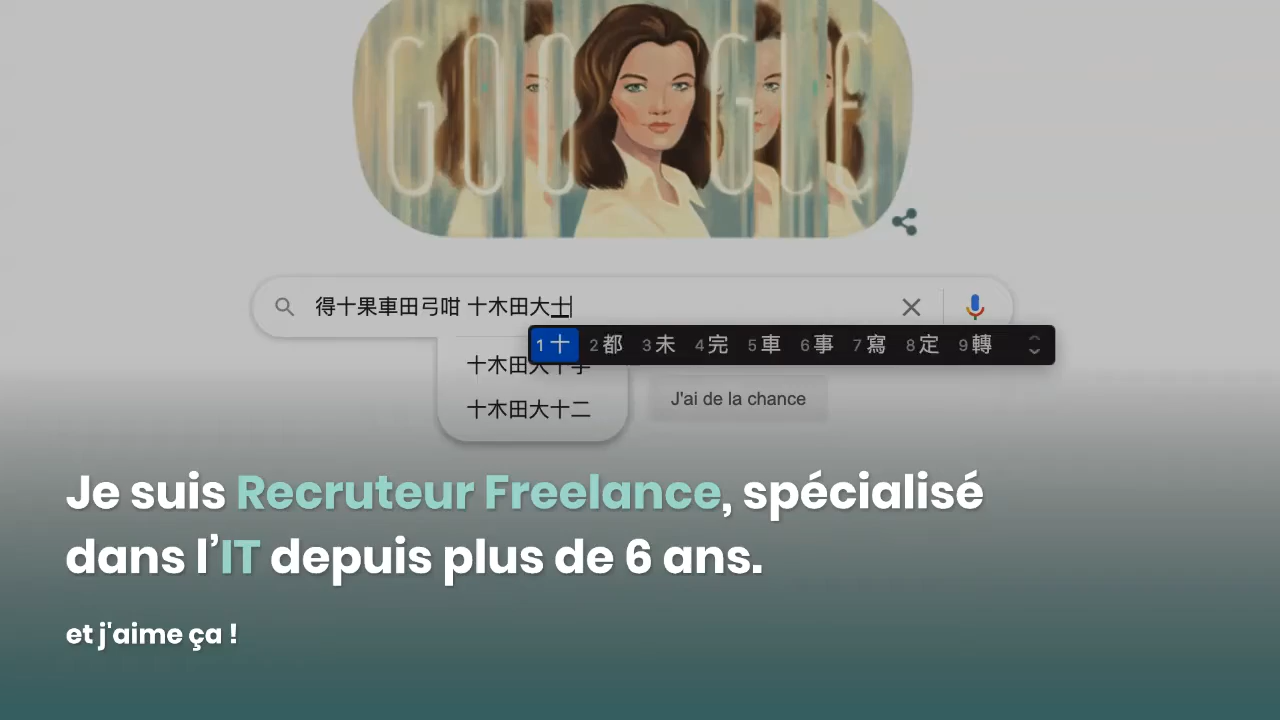 GOOGLE
得十果車田弓咁 十木田大十
1 十 2 都 3 未 4 完 5 車 6 事 7 寫 8 定 9 轉
十木田大十二
J'ai de la chance
Je suis Recruteur Freelance, spécialisé
dans l’IT depuis plus de 6 ans.
et j'aime ça !